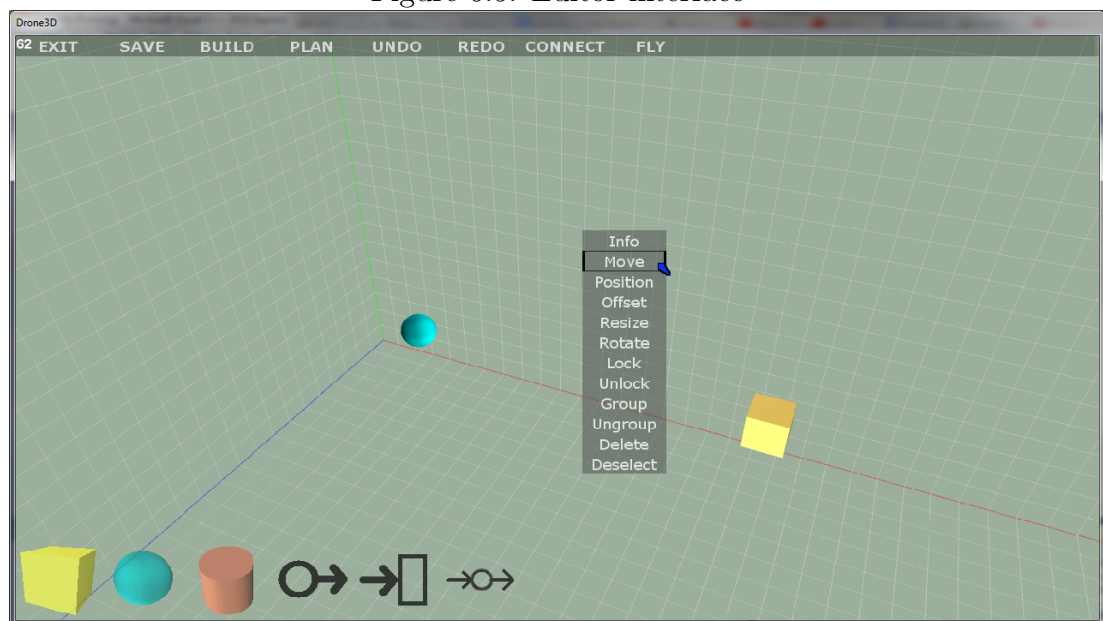 Drone3D
62 EXIT SAVE BUILD PLAN UNDO REDO CONNECT FLY
Info
Move
Position
Offset
Resize
Rotate
Lock
Unlock
Group
Ungroup
Delete
Deselect